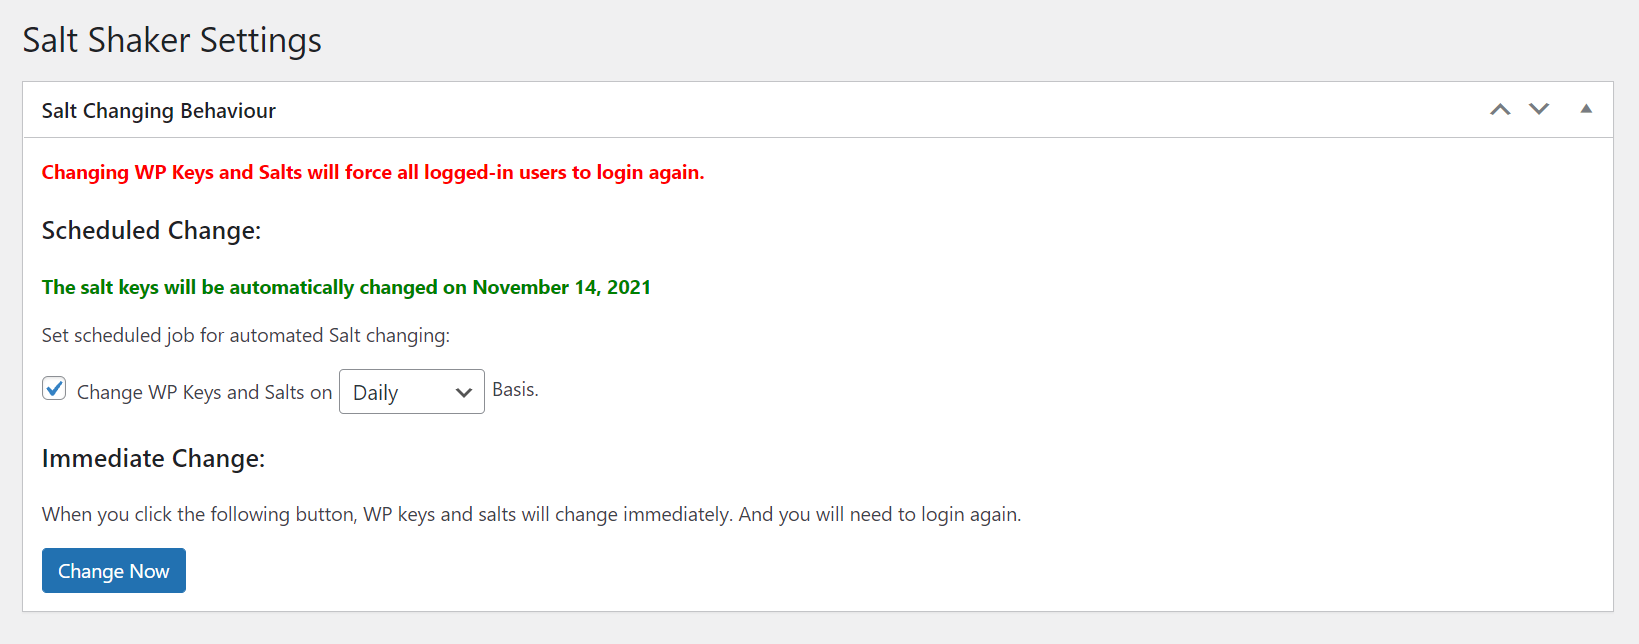 Salt Shaker Settings
Salt Changing Behaviour
Changing WP Keys and Salts will force all logged-in users to login again.
Scheduled Change:
The salt keys will be automatically changed on November 14, 2021
Set scheduled job for automated Salt changing:
Change WP Keys and Salts on Daily Basis.
Immediate Change:
When you click the following button, WP keys and salts will change immediately. And you will need to login again.
Change Now